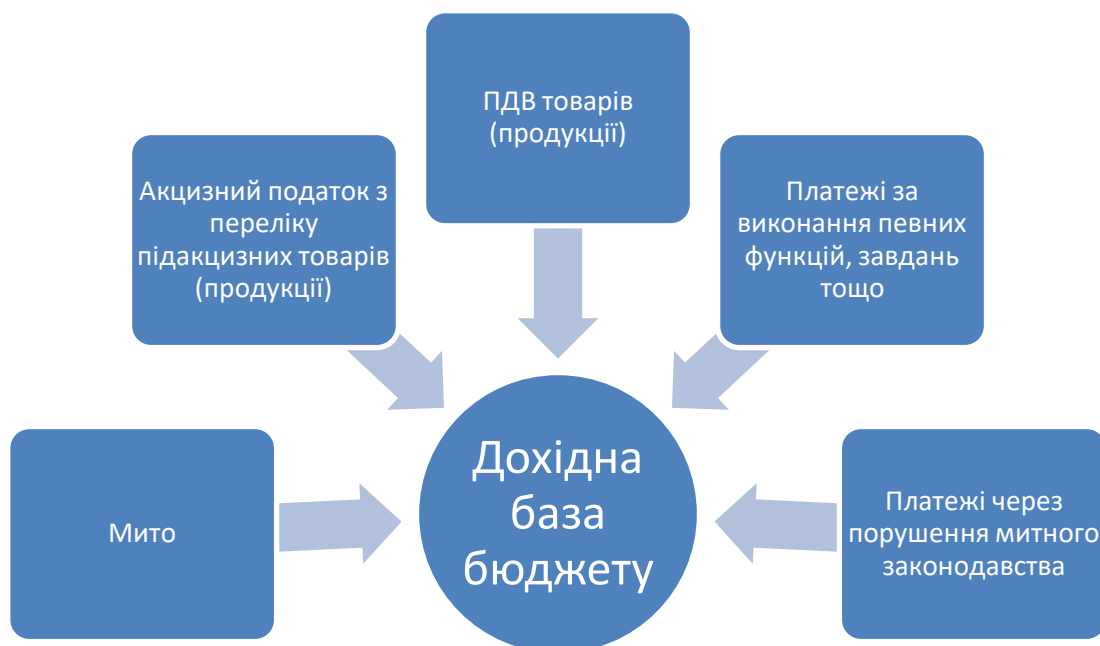 ПДВ товарів
(продукції)
Акцизний податок з
переліку
підакцизних товарів
(продукції)
Платежі за
виконання певних
функцій, завдань
тощо
Мито
Дохідна
база
бюджету
Платежі через
порушення митного
законодавства